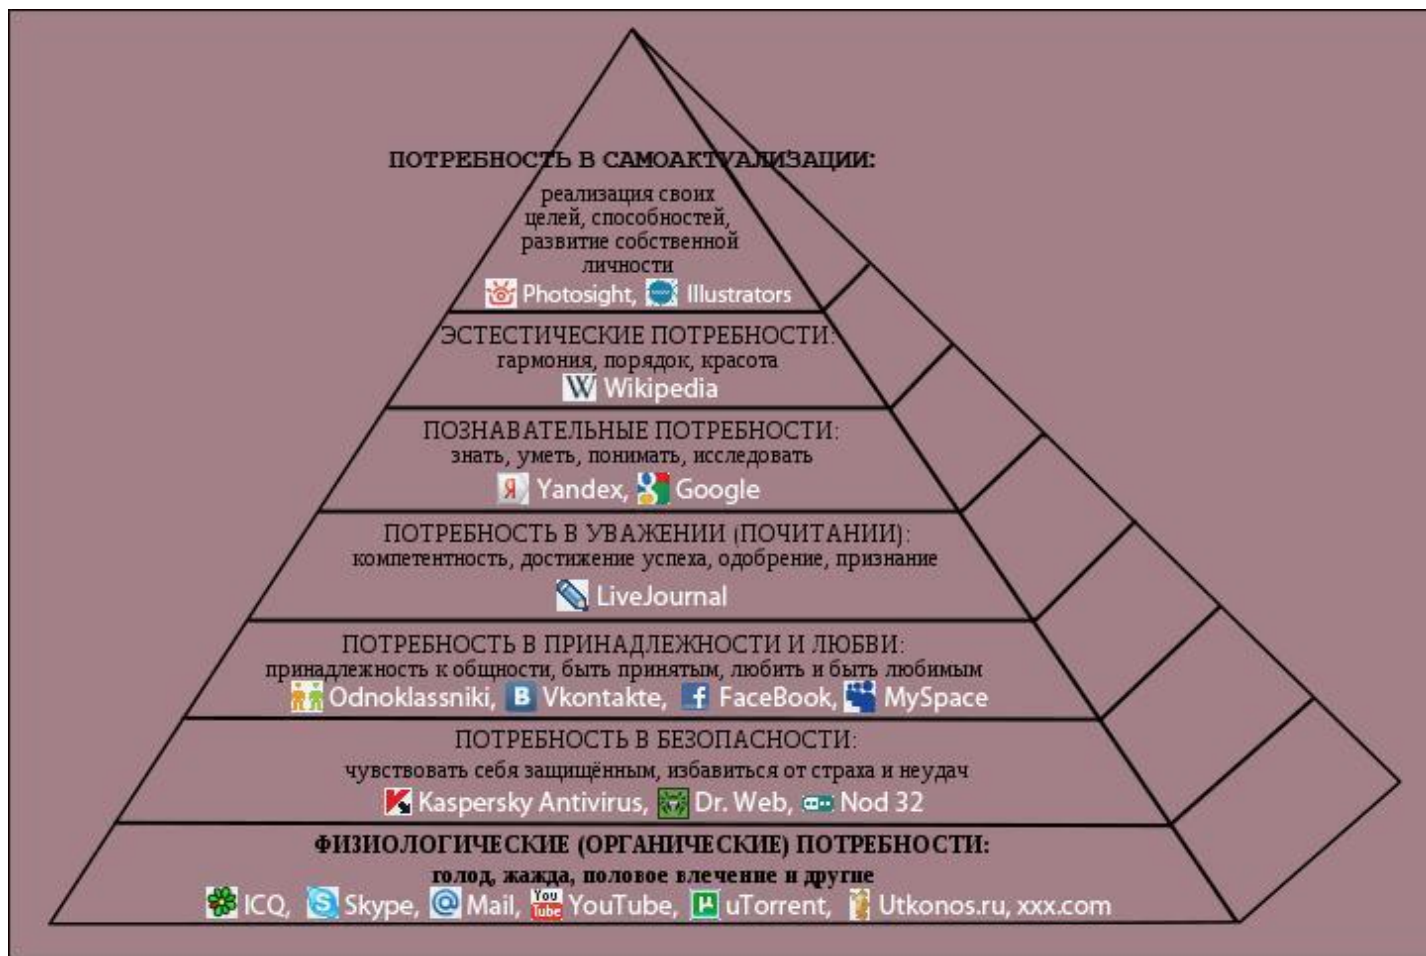 ПОТРЕБНОСТЬ В САМОАКТУАЛИЗАЦИИ:
реализация своих
целей, способностей,
развитие собственной
личности
Photosight, Illustrators
ЭСТЕСТИЧЕСКИЕ ПОТРЕБНОСТИ:
гармония, порядок, красота
W Wikipedia
ПОЗНАВАТЕЛЬНЫЕ ПОТРЕБНОСТИ:
знать, уметь, понимать, исследовать
Я Yandex, g Google
ПОТРЕБНОСТЬ В УВАЖЕНИИ (ПОЧИТАНИИ):
компетентность, достижение успеха, одобрение, признание
LiveJournal
ПОТРЕБНОСТЬ В ПРИНАДЛЕЖНОСТИ И ЛЮБВИ:
принадлежность к общности, быть принятым, любить и быть любимым
Odnoklassniki, B Vkontakte, f FaceBook, MySpace
ПОТРЕБНОСТЬ В БЕЗОПАСНОСТИ:
чувствовать себя защищённым, избавиться от страха и неудач
K Kaspersky Antivirus, Dr. Web, Nod 32
ФИЗИОЛОГИЧЕСКИЕ (ОРГАНИЧЕСКИЕ) ПОТРЕБНОСТИ:
голод, жажда, половое влечение и другие
ICQ, S Skype, @ Mail, You Tube YouTube, µ uTorrent, Utkonos.ru, xxx.com